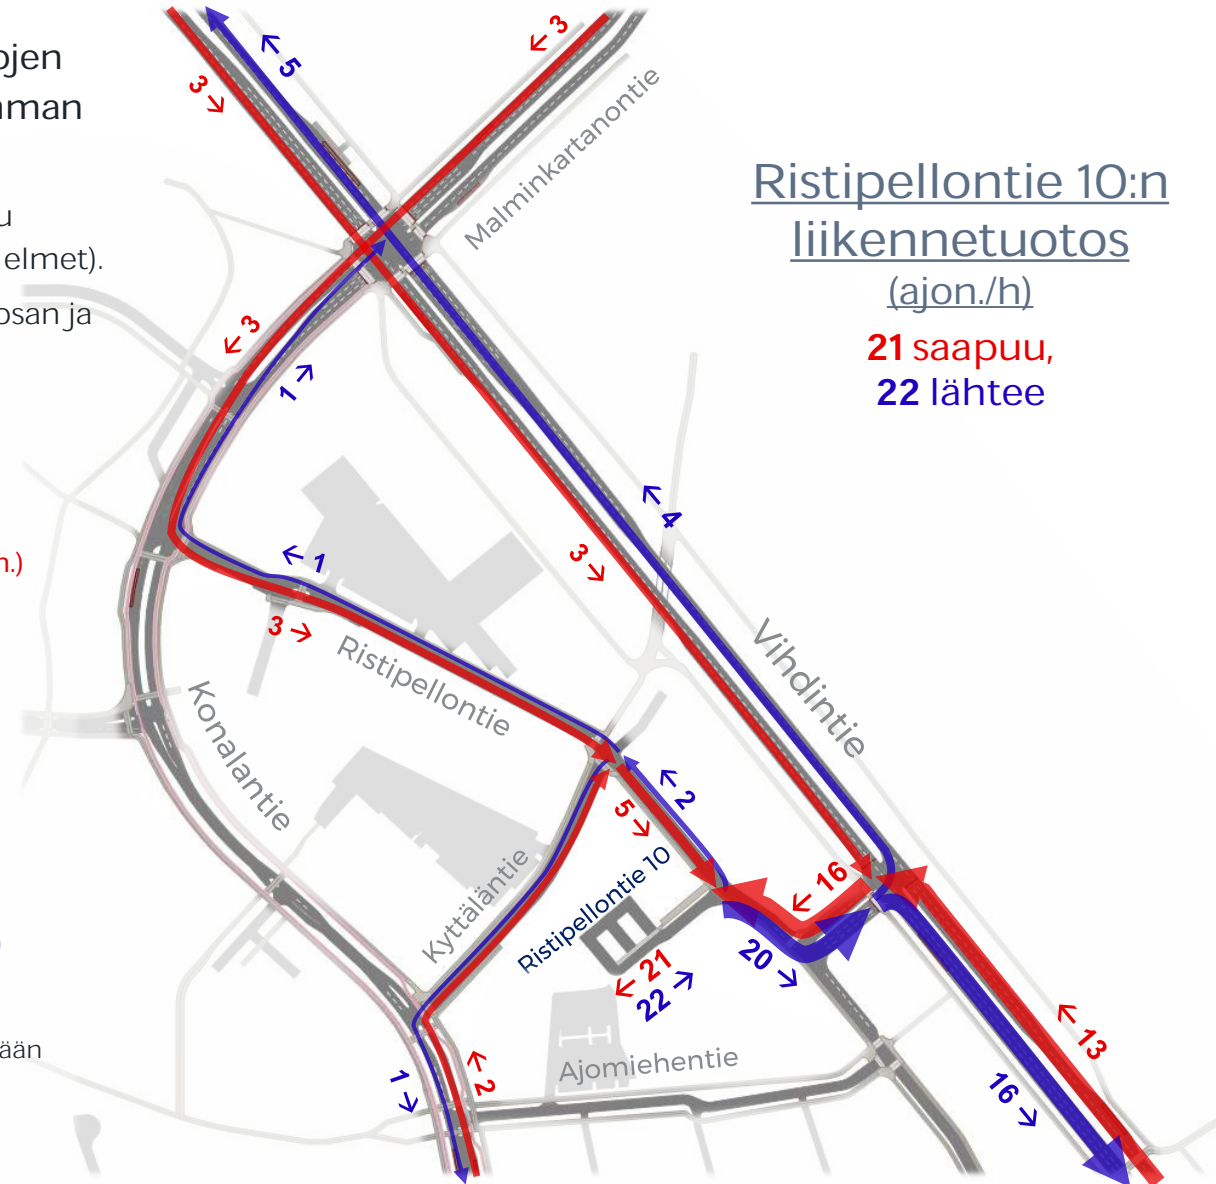 ojen
mman
u
elmet).
osan ja
n.)
)
ään
Ristipellontie 10:n
liikennetuotos
(ajon./h)
21 saapuu,
22 lähtee
← 5
← 3
3 →
Malminkartanontie
← 3
1 →
← 4
3 →
← 1
3 →
Ristipellontie
Vihdintie
Konalantie
← 2
5 →
Kyttäläntie
Ristipellontie 10
← 16
20 →
← 21
22 →
← 13
16 →
Ajomiehentie
1 →
← 2